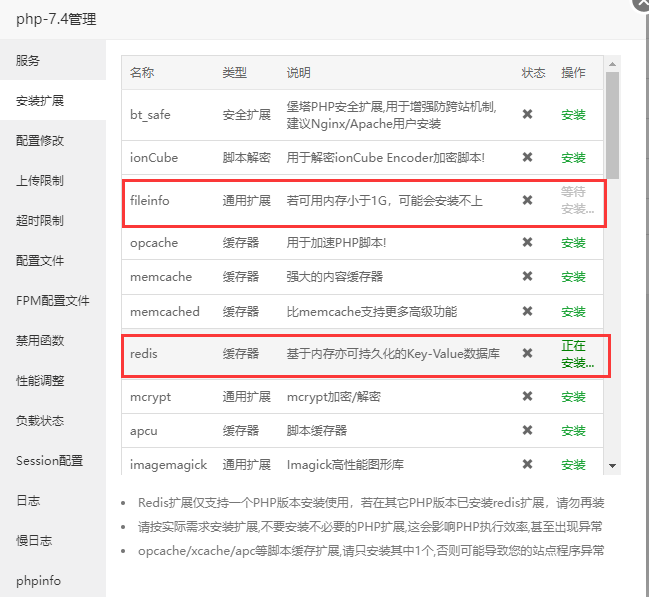 php-7.4管理
服务
安装扩展
配置修改
上传限制
超时限制
配置文件
FPM配置文件
禁用函数
性能调整
负载状态
Session配置
日志
慢日志
phpinfo
名称 类型 说明 状态 操作
bt_safe 安全扩展 堡塔PHP安全扩展,用于增强防跨站机制, ✖ 安装
建议Nginx/Apache用户安装
ionCube 脚本解密 用于解密ionCube Encoder加密脚本! ✖ 安装
fileinfo 通用扩展 若可用内存小于1G，可能会安装不上 ✖ 等待
安装...
opcache 缓存器 用于加速PHP脚本! ✖ 安装
memcache 缓存器 强大的内容缓存器 ✖ 安装
memcached 缓存器 比memcache支持更多高级功能 ✖ 安装
redis 缓存器 基于内存亦可持久化的Key-Value数据库 ✖ 正在
安装...
mcrypt 通用扩展 mcrypt加密/解密 ✖ 安装
apcu 缓存器 脚本缓存器 ✖ 安装
imagemagick 通用扩展 Imagick高性能图形库 ✖ 安装
• Redis扩展仅支持一个PHP版本安装使用，若在其它PHP版本已安装redis扩展，请勿再装
• 请按实际需求安装扩展,不要安装不必要的PHP扩展,这会影响PHP执行效率,甚至出现异常
• opcache/xcache/apc等脚本缓存扩展,请只安装其中1个,否则可能导致您的站点程序异常